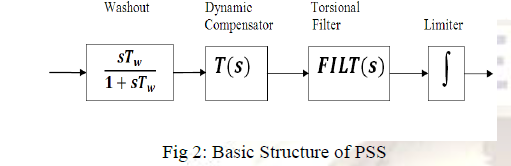 Washout Dynamic Compensator Torsional Filter Limiter
sT_w / 1 + sT_w T(s) FILT(s) ∫
Fig 2: Basic Structure of PSS